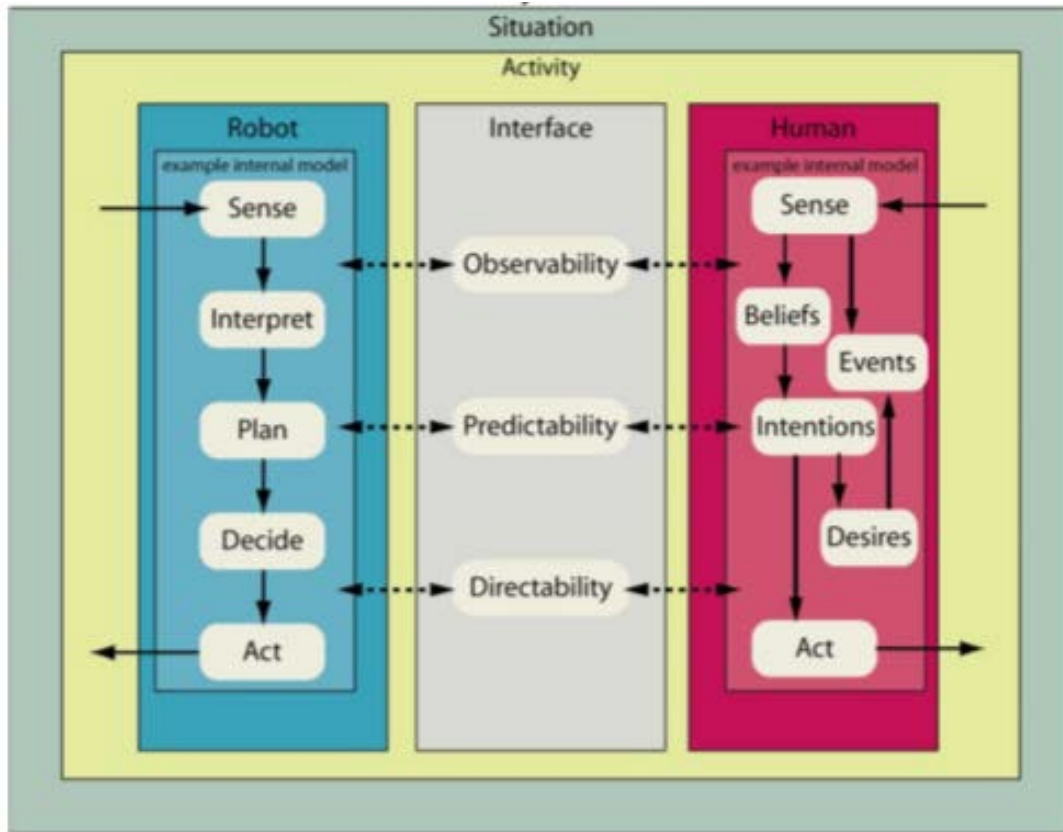 Situation
Activity
Robot
Interface
Human
example internal model
example internal model
Sense
Sense
Observability
Interpret
Beliefs
Events
Plan
Predictability
Intentions
Decide
Desires
Directability
Act
Act